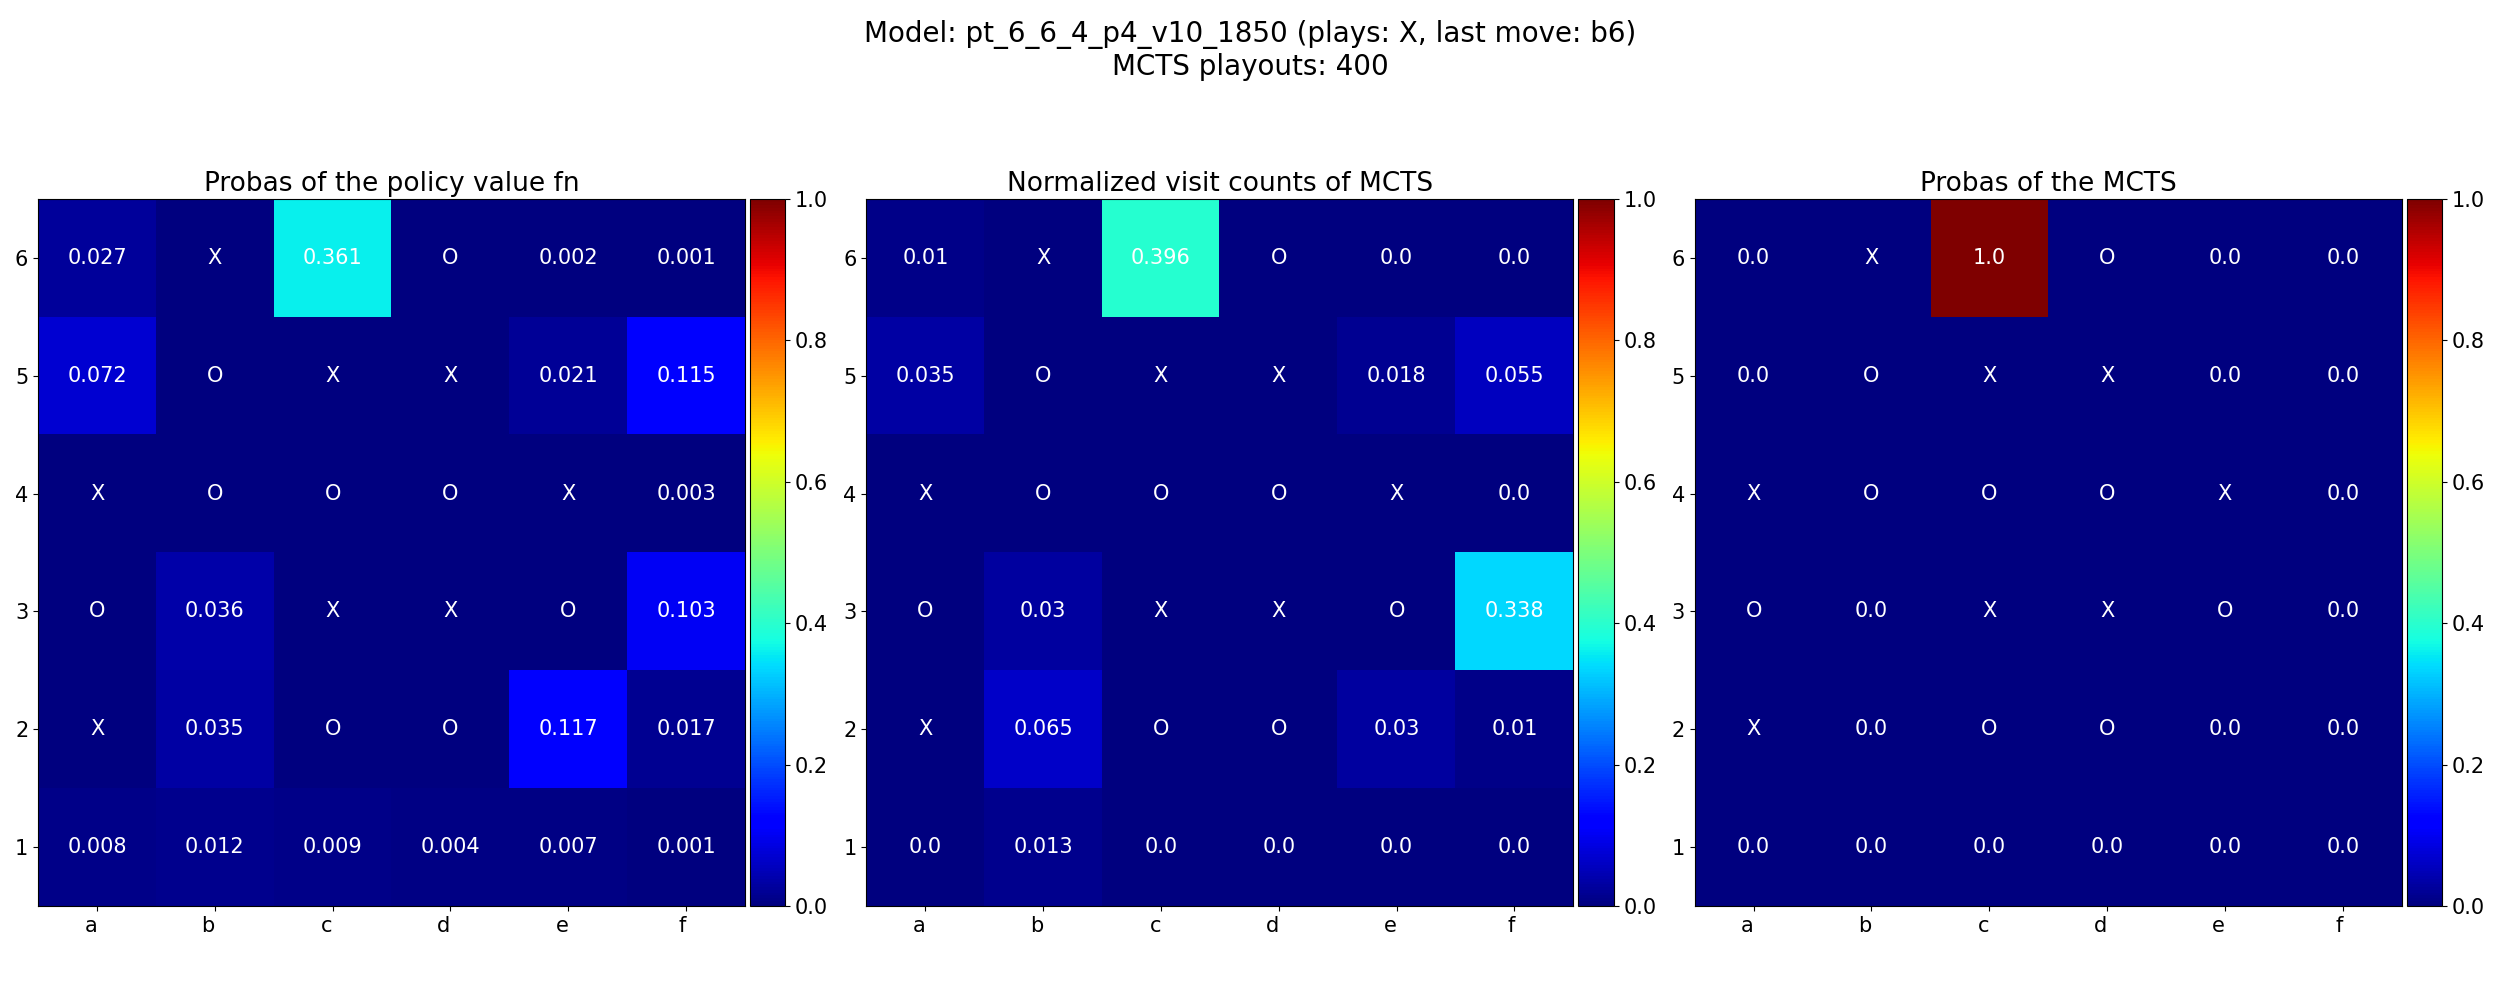 Model: pt_6_6_4_p4_v10_1850 (plays: X, last move: b6)
MCTS playouts: 400
Probas of the policy value fn
1.0
6 0.027 X 0.361 O 0.002 0.001
0.8
5 0.072 O X X 0.021 0.115
0.6
4 X O O O X 0.003
0.4
3 O 0.036 X X O 0.103
0.2
2 X 0.035 O O 0.117 0.017
1 0.008 0.012 0.009 0.004 0.007 0.001
0.0
a b c d e f
Normalized visit counts of MCTS
1.0
6 0.01 X 0.396 O 0.0 0.0
0.8
5 0.035 O X X 0.018 0.055
0.6
4 X O O O X 0.0
0.4
3 O 0.03 X X O 0.338
0.2
2 X 0.065 O O 0.03 0.01
1 0.0 0.013 0.0 0.0 0.0 0.0
0.0
a b c d e f
Probas of the MCTS
1.0
6 0.0 X 1.0 O 0.0 0.0
0.8
5 0.0 O X X 0.0 0.0
0.6
4 X O O O X 0.0
0.4
3 O 0.0 X X O 0.0
0.2
2 X 0.0 O O 0.0 0.0
1 0.0 0.0 0.0 0.0 0.0 0.0
0.0
a b c d e f